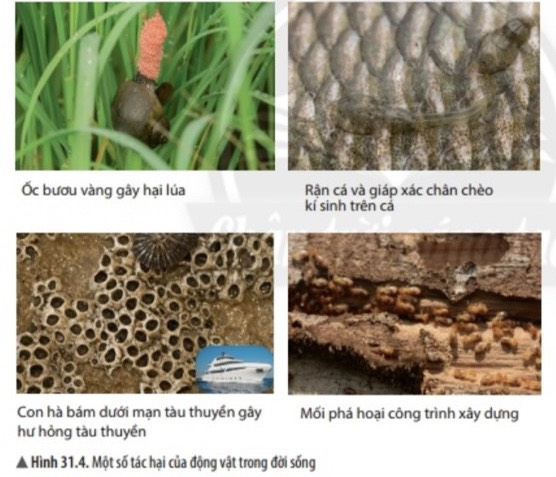 Ốc bươu vàng gây hại lúa
Rận cá và giáp xác chân chèo
kí sinh trên cá
Con hà bám dưới mạn tàu thuyền gây
hư hỏng tàu thuyền
Mối phá hoại công trình xây dựng
▲ Hình 31.4. Một số tác hại của động vật trong đời sống